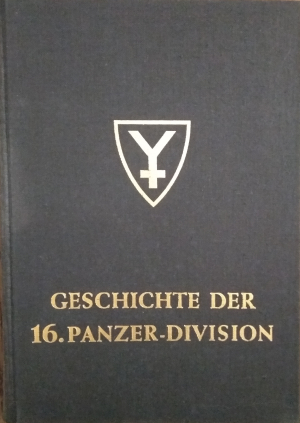 GESCHICHTE DER
16. PANZER-DIVISION